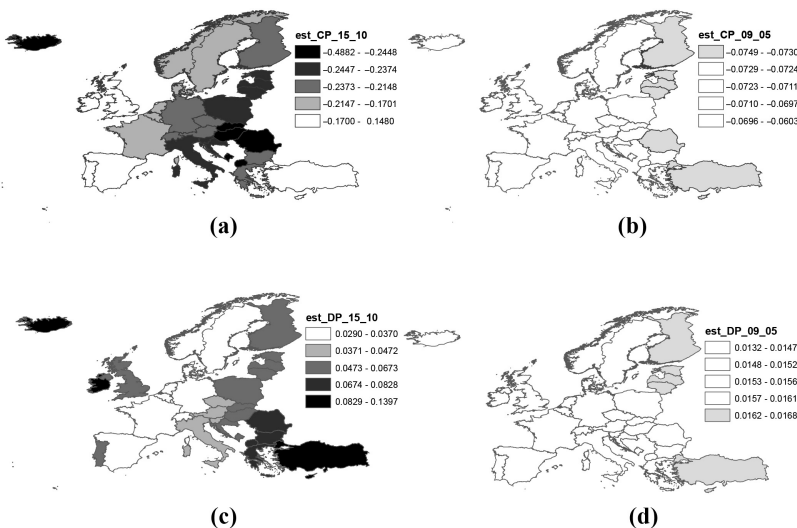 est_CP_15_10
−0.4882 - −0.2448
−0.2447 - −0.2374
−0.2373 - −0.2148
−0.2147 - −0.1701
−0.1700 - 0.1480
(a)
est_CP_09_05
−0.0749 - −0.0730
−0.0729 - −0.0724
−0.0723 - −0.0711
−0.0710 - −0.0697
−0.0696 - −0.0603
(b)
est_DP_15_10
0.0290 - 0.0370
0.0371 - 0.0472
0.0473 - 0.0673
0.0674 - 0.0828
0.0829 - 0.1397
(c)
est_DP_09_05
0.0132 - 0.0147
0.0148 - 0.0152
0.0153 - 0.0156
0.0157 - 0.0161
0.0162 - 0.0168
(d)